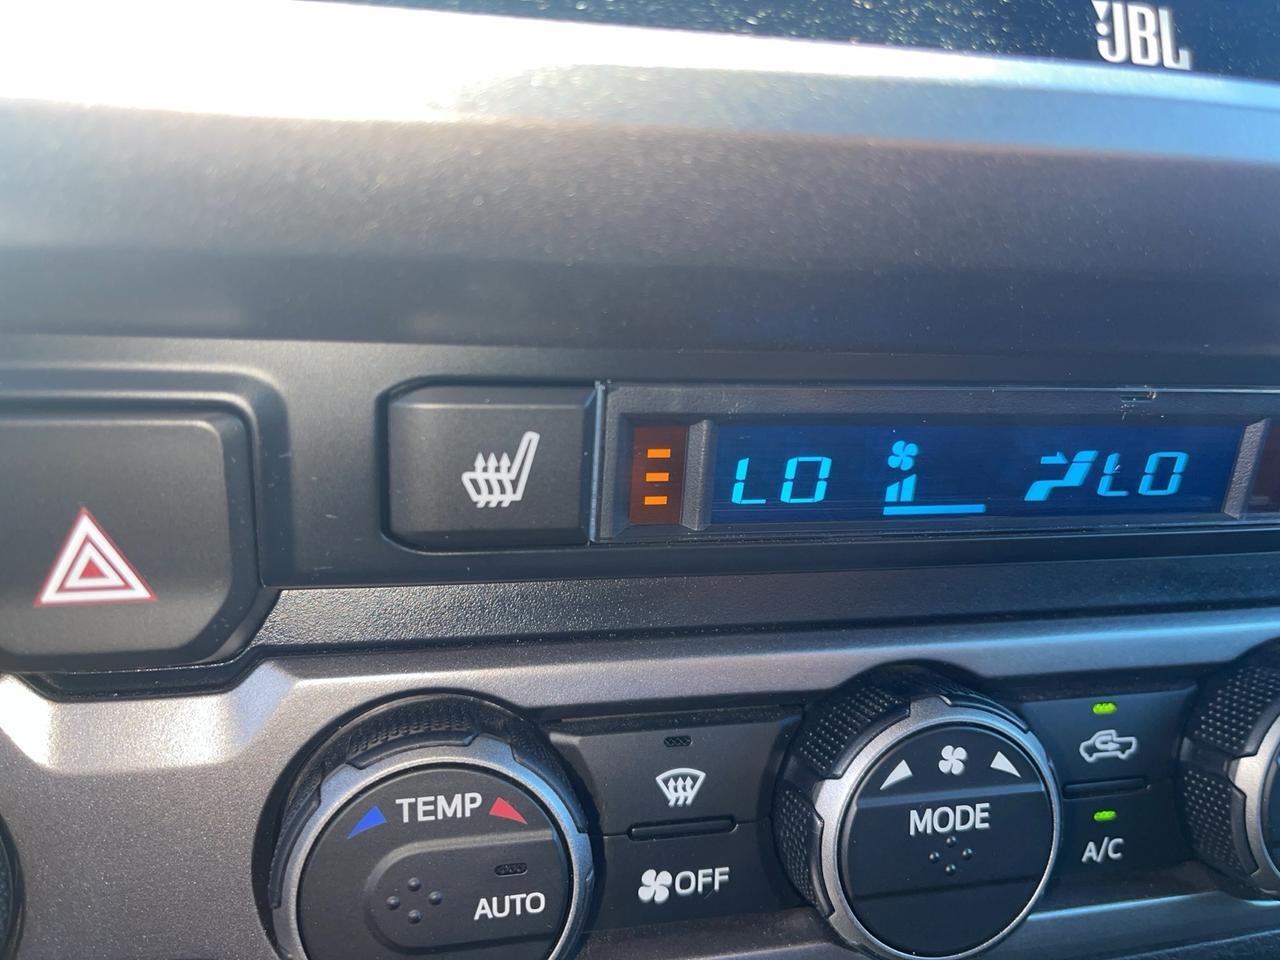 JBL
LO LO
TEMP
AUTO
OFF
MODE
A/C